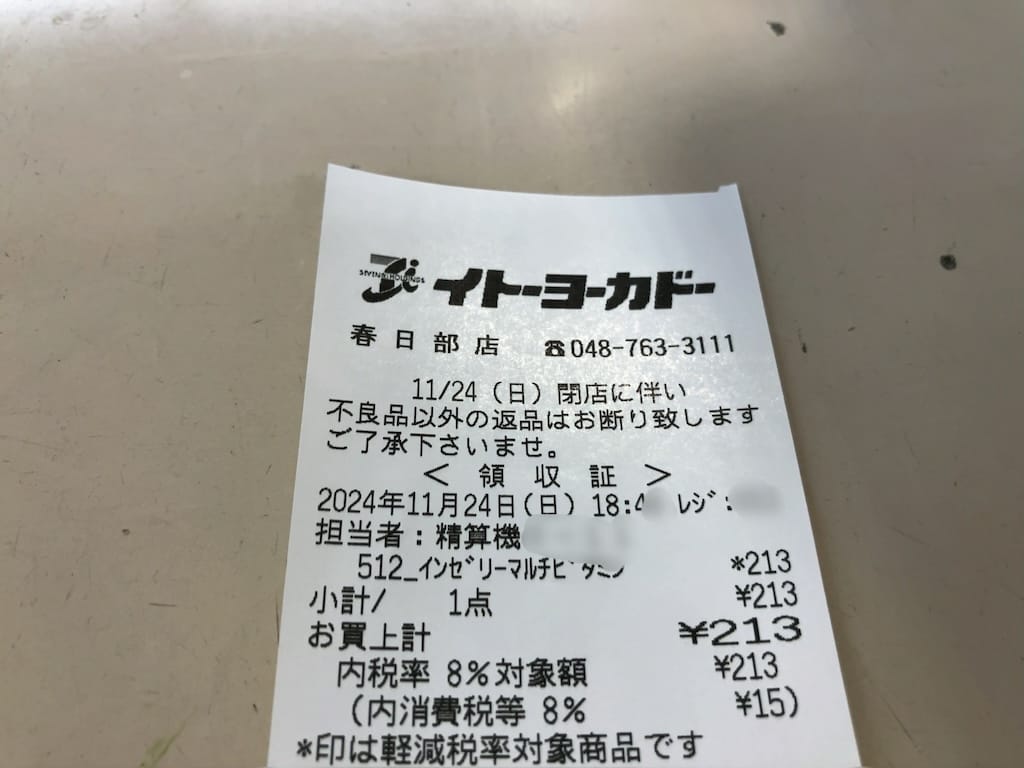 SEVEN&i HOLDINGS
イトーヨーカドー
春日部店 ☎048-763-3111
11/24(日)閉店に伴い
不良品以外の返品はお断り致します
ご了承下さいませ。
< 領 収 証 >
2024年11月24日(日) 18:4 ﾚｼﾞ:
担当者:精算機
512_ｲﾝｾﾞﾘｰﾏﾙﾁﾋﾞﾀﾐﾝ *213
小計/ 1点 ¥213
お買上計 ¥213
内税率 8%対象額 ¥213
(内消費税等 8% ¥15)
*印は軽減税率対象商品です